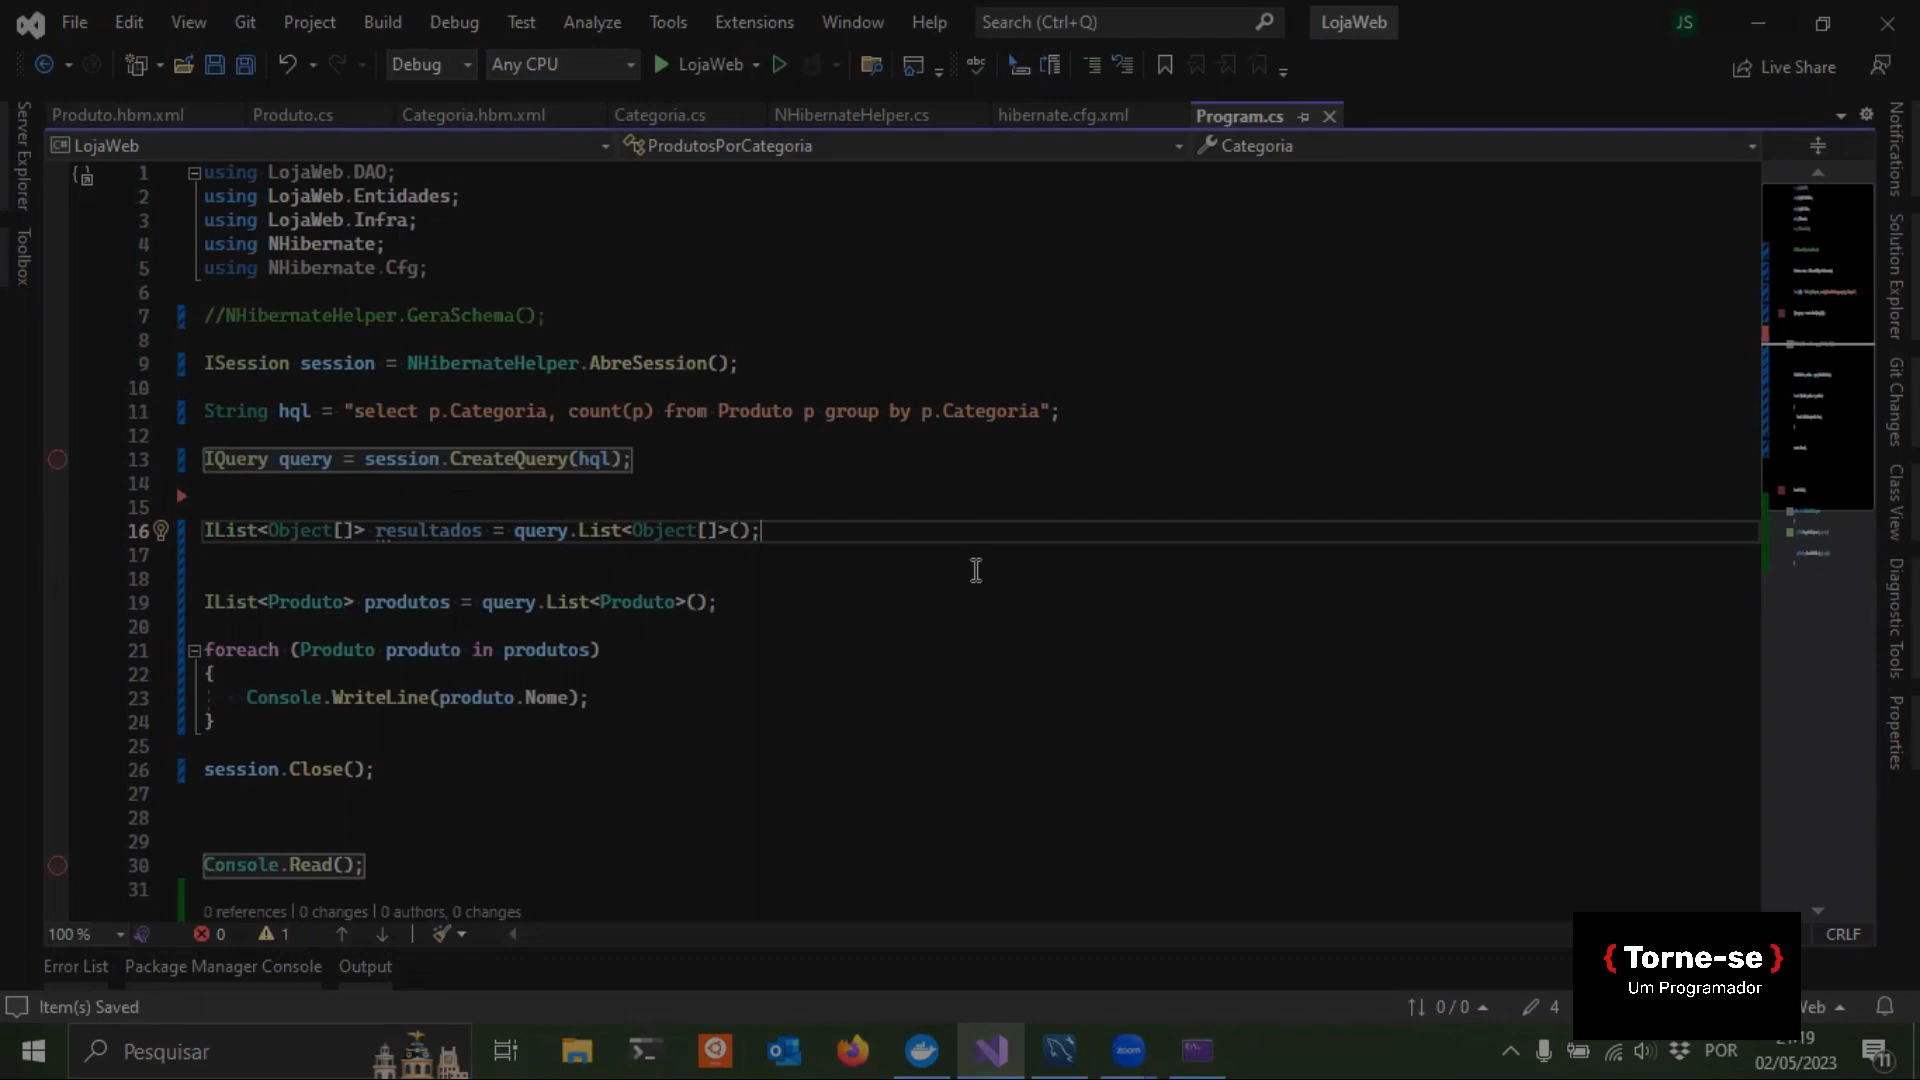 File Edit View Git Project Build Debug Test Analyze Tools Extensions Window Help Search (Ctrl+Q) LojaWeb JS
Debug Any CPU LojaWeb Live Share
Produto.hbm.xml Produto.cs Categoria.hbm.xml Categoria.cs NHibernateHelper.cs hibernate.cfg.xml Program.cs
LojaWeb ProdutosPorCategoria Categoria
Server Explorer
Toolbox
1 using LojaWeb.DAO;
2 using LojaWeb.Entidades;
3 using LojaWeb.Infra;
4 using NHibernate;
5 using NHibernate.Cfg;
6
7 //NHibernateHelper.GeraSchema();
8
9 ISession session = NHibernateHelper.AbreSession();
10
11 String hql = "select p.Categoria, count(p) from Produto p group by p.Categoria";
12
13 IQuery query = session.CreateQuery(hql);
14
15
16 IList<Object[]> resultados = query.List<Object[]>();
17
18
19 IList<Produto> produtos = query.List<Produto>();
20
21 foreach (Produto produto in produtos)
22 {
23 Console.WriteLine(produto.Nome);
24 }
25
26 session.Close();
27
28
29
30 Console.Read();
31
0 references | 0 changes | 0 authors, 0 changes
Notifications
Solution Explorer
Git Changes
Class View
Diagnostic Tools
Properties
100 % 0 1 CRLF
Error List Package Manager Console Output
Item(s) Saved 0 / 0 4
{ Torne-se }
Um Programador
Pesquisar zoom POR
02/05/2023 11